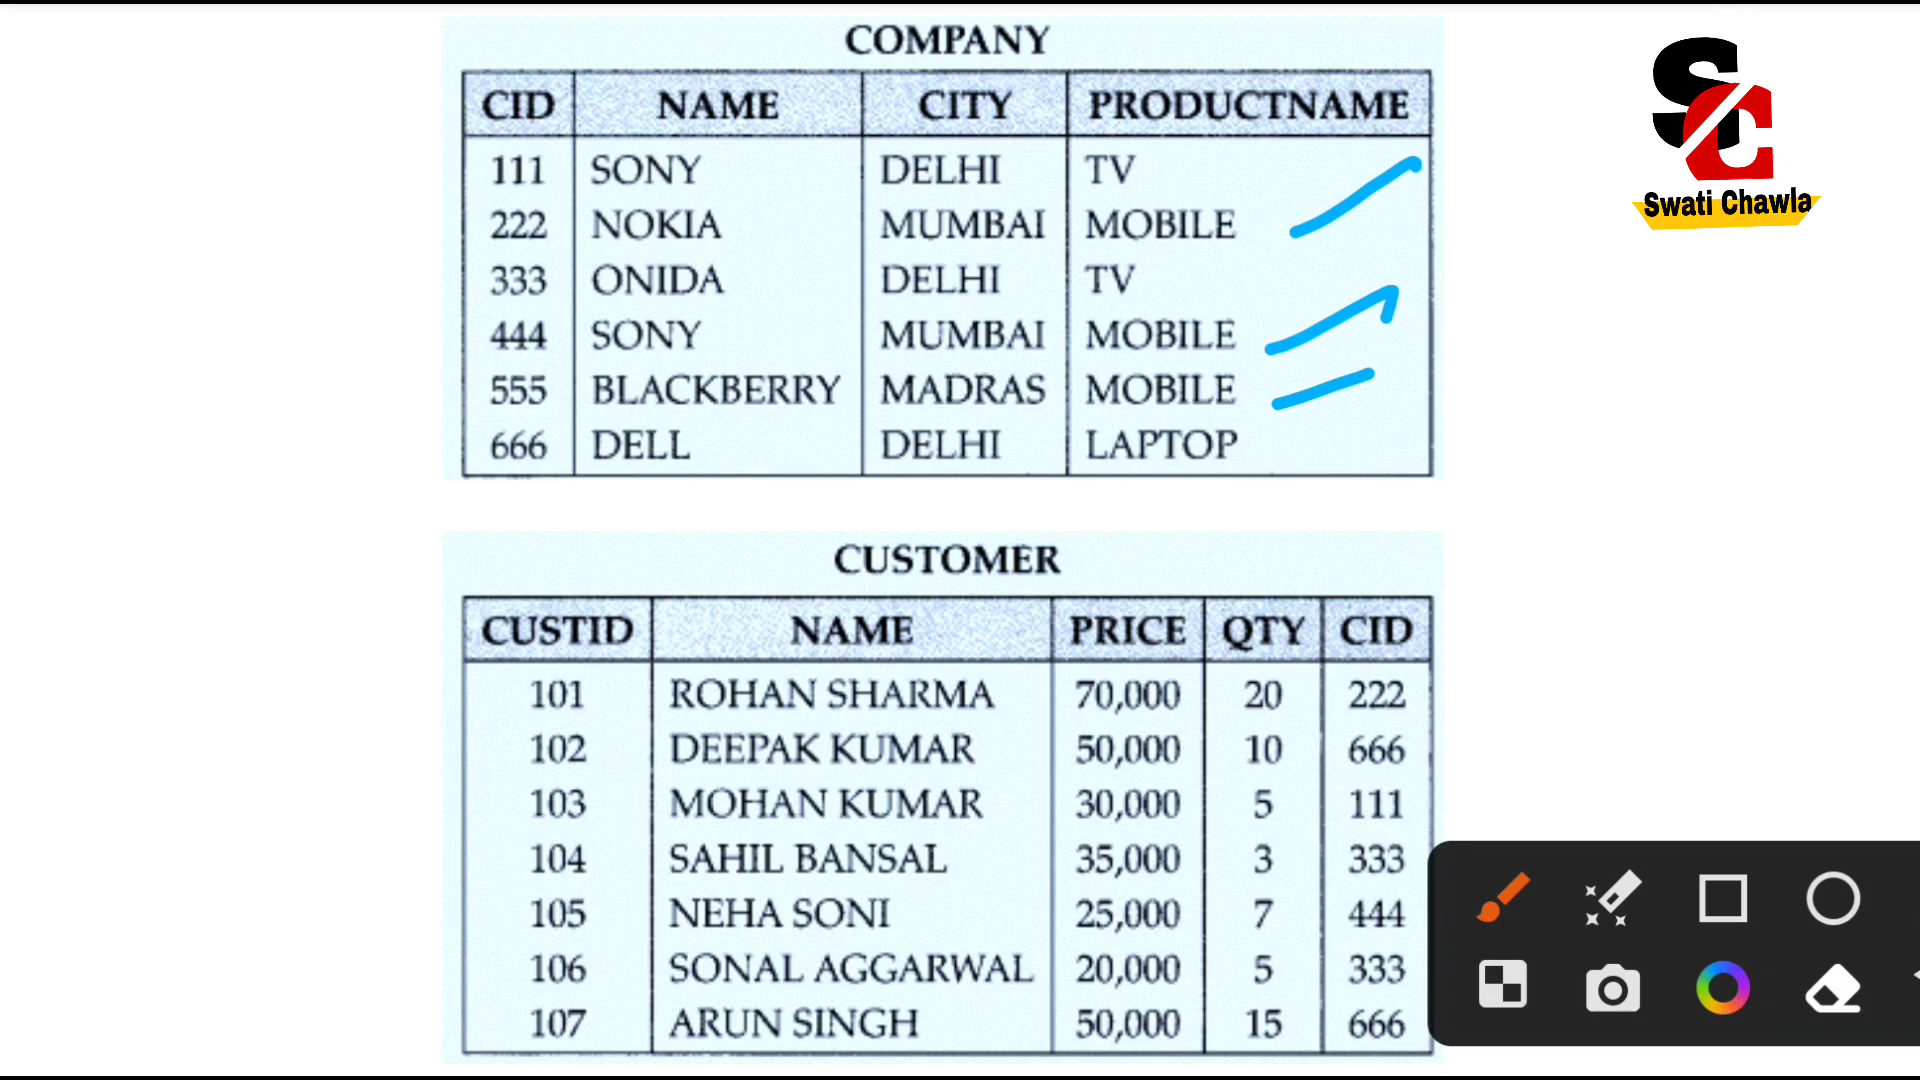 COMPANY
CID NAME CITY PRODUCTNAME
111 SONY DELHI TV
222 NOKIA MUMBAI MOBILE
333 ONIDA DELHI TV
444 SONY MUMBAI MOBILE
555 BLACKBERRY MADRAS MOBILE
666 DELL DELHI LAPTOP
SC
Swati Chawla
CUSTOMER
CUSTID NAME PRICE QTY CID
101 ROHAN SHARMA 70,000 20 222
102 DEEPAK KUMAR 50,000 10 666
103 MOHAN KUMAR 30,000 5 111
104 SAHIL BANSAL 35,000 3 333
105 NEHA SONI 25,000 7 444
106 SONAL AGGARWAL 20,000 5 333
107 ARUN SINGH 50,000 15 666